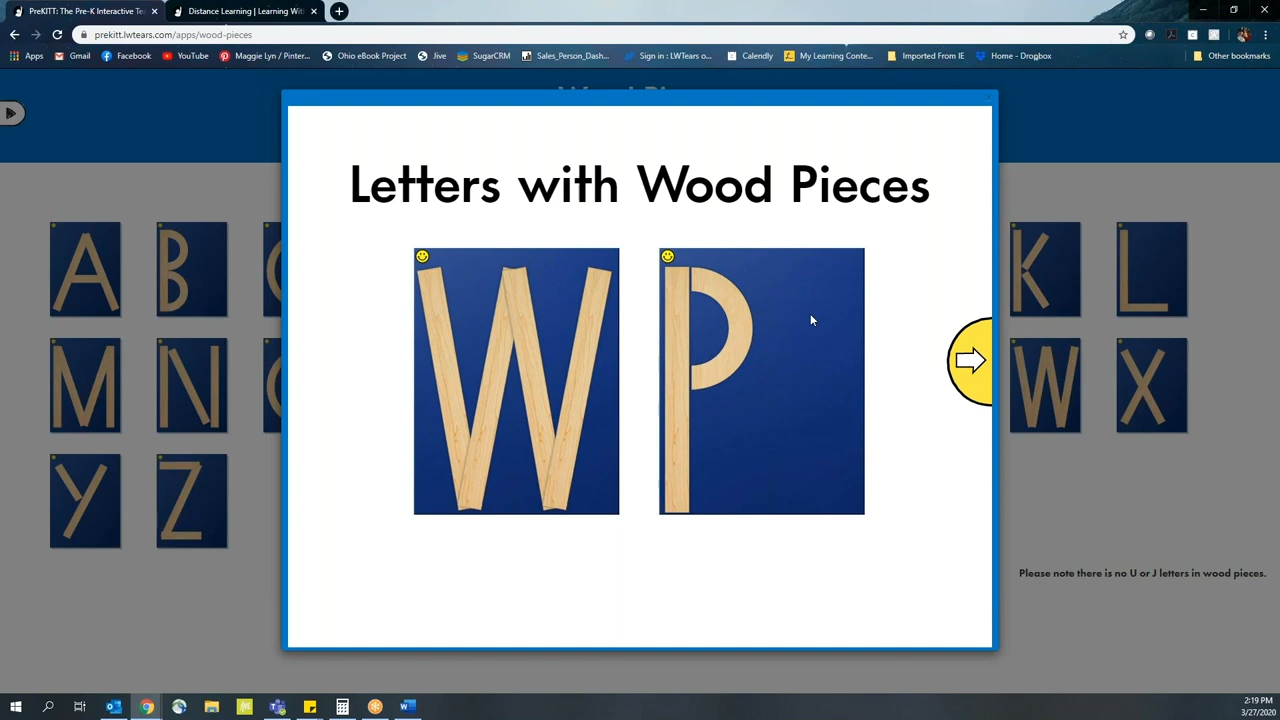 PreKITT: The Pre-K Interactive Tea
Distance Learning | Learning With
prekitt.lwtears.com/apps/wood-pieces
Apps Gmail Facebook YouTube Maggie Lyn / Pinter... Ohio eBook Project Jive SugarCRM Sales_Person_Dash... Sign in : LWTears o... Calendly My Learning Conte... Imported From IE Home - Dropbox Other bookmarks
Letters with Wood Pieces
W P
A B K L
M N W X
Y Z
Please note there is no U or J letters in wood pieces.
2:19 PM
3/27/2020